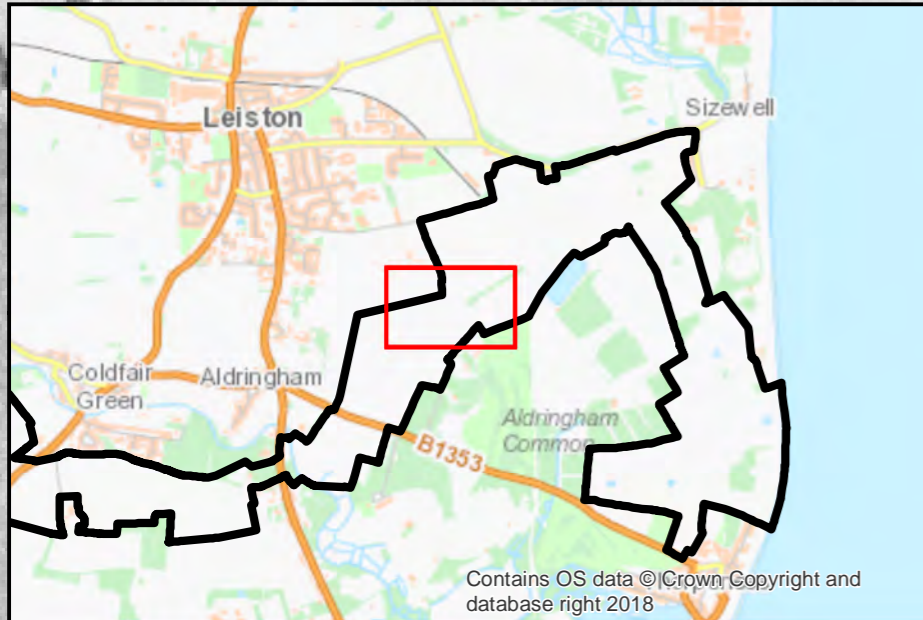 Leiston
Sizewell
Coldfair
Green
Aldringham
Aldringham
Common
B1353
Contains OS data © Crown Copyright and
database right 2018